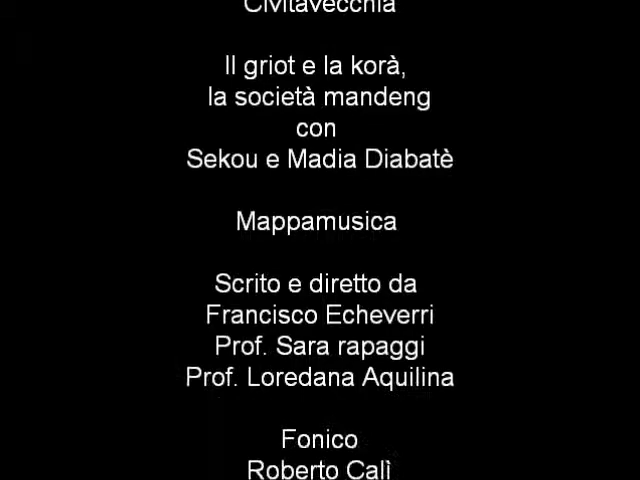 Civitavecchia
Il griot e la korà,
la società mandeng
con
Sekou e Madia Diabatè
Mappamusica
Scrito e diretto da
Francisco Echeverri
Prof. Sara rapaggi
Prof. Loredana Aquilina
Fonico
Roberto Calì